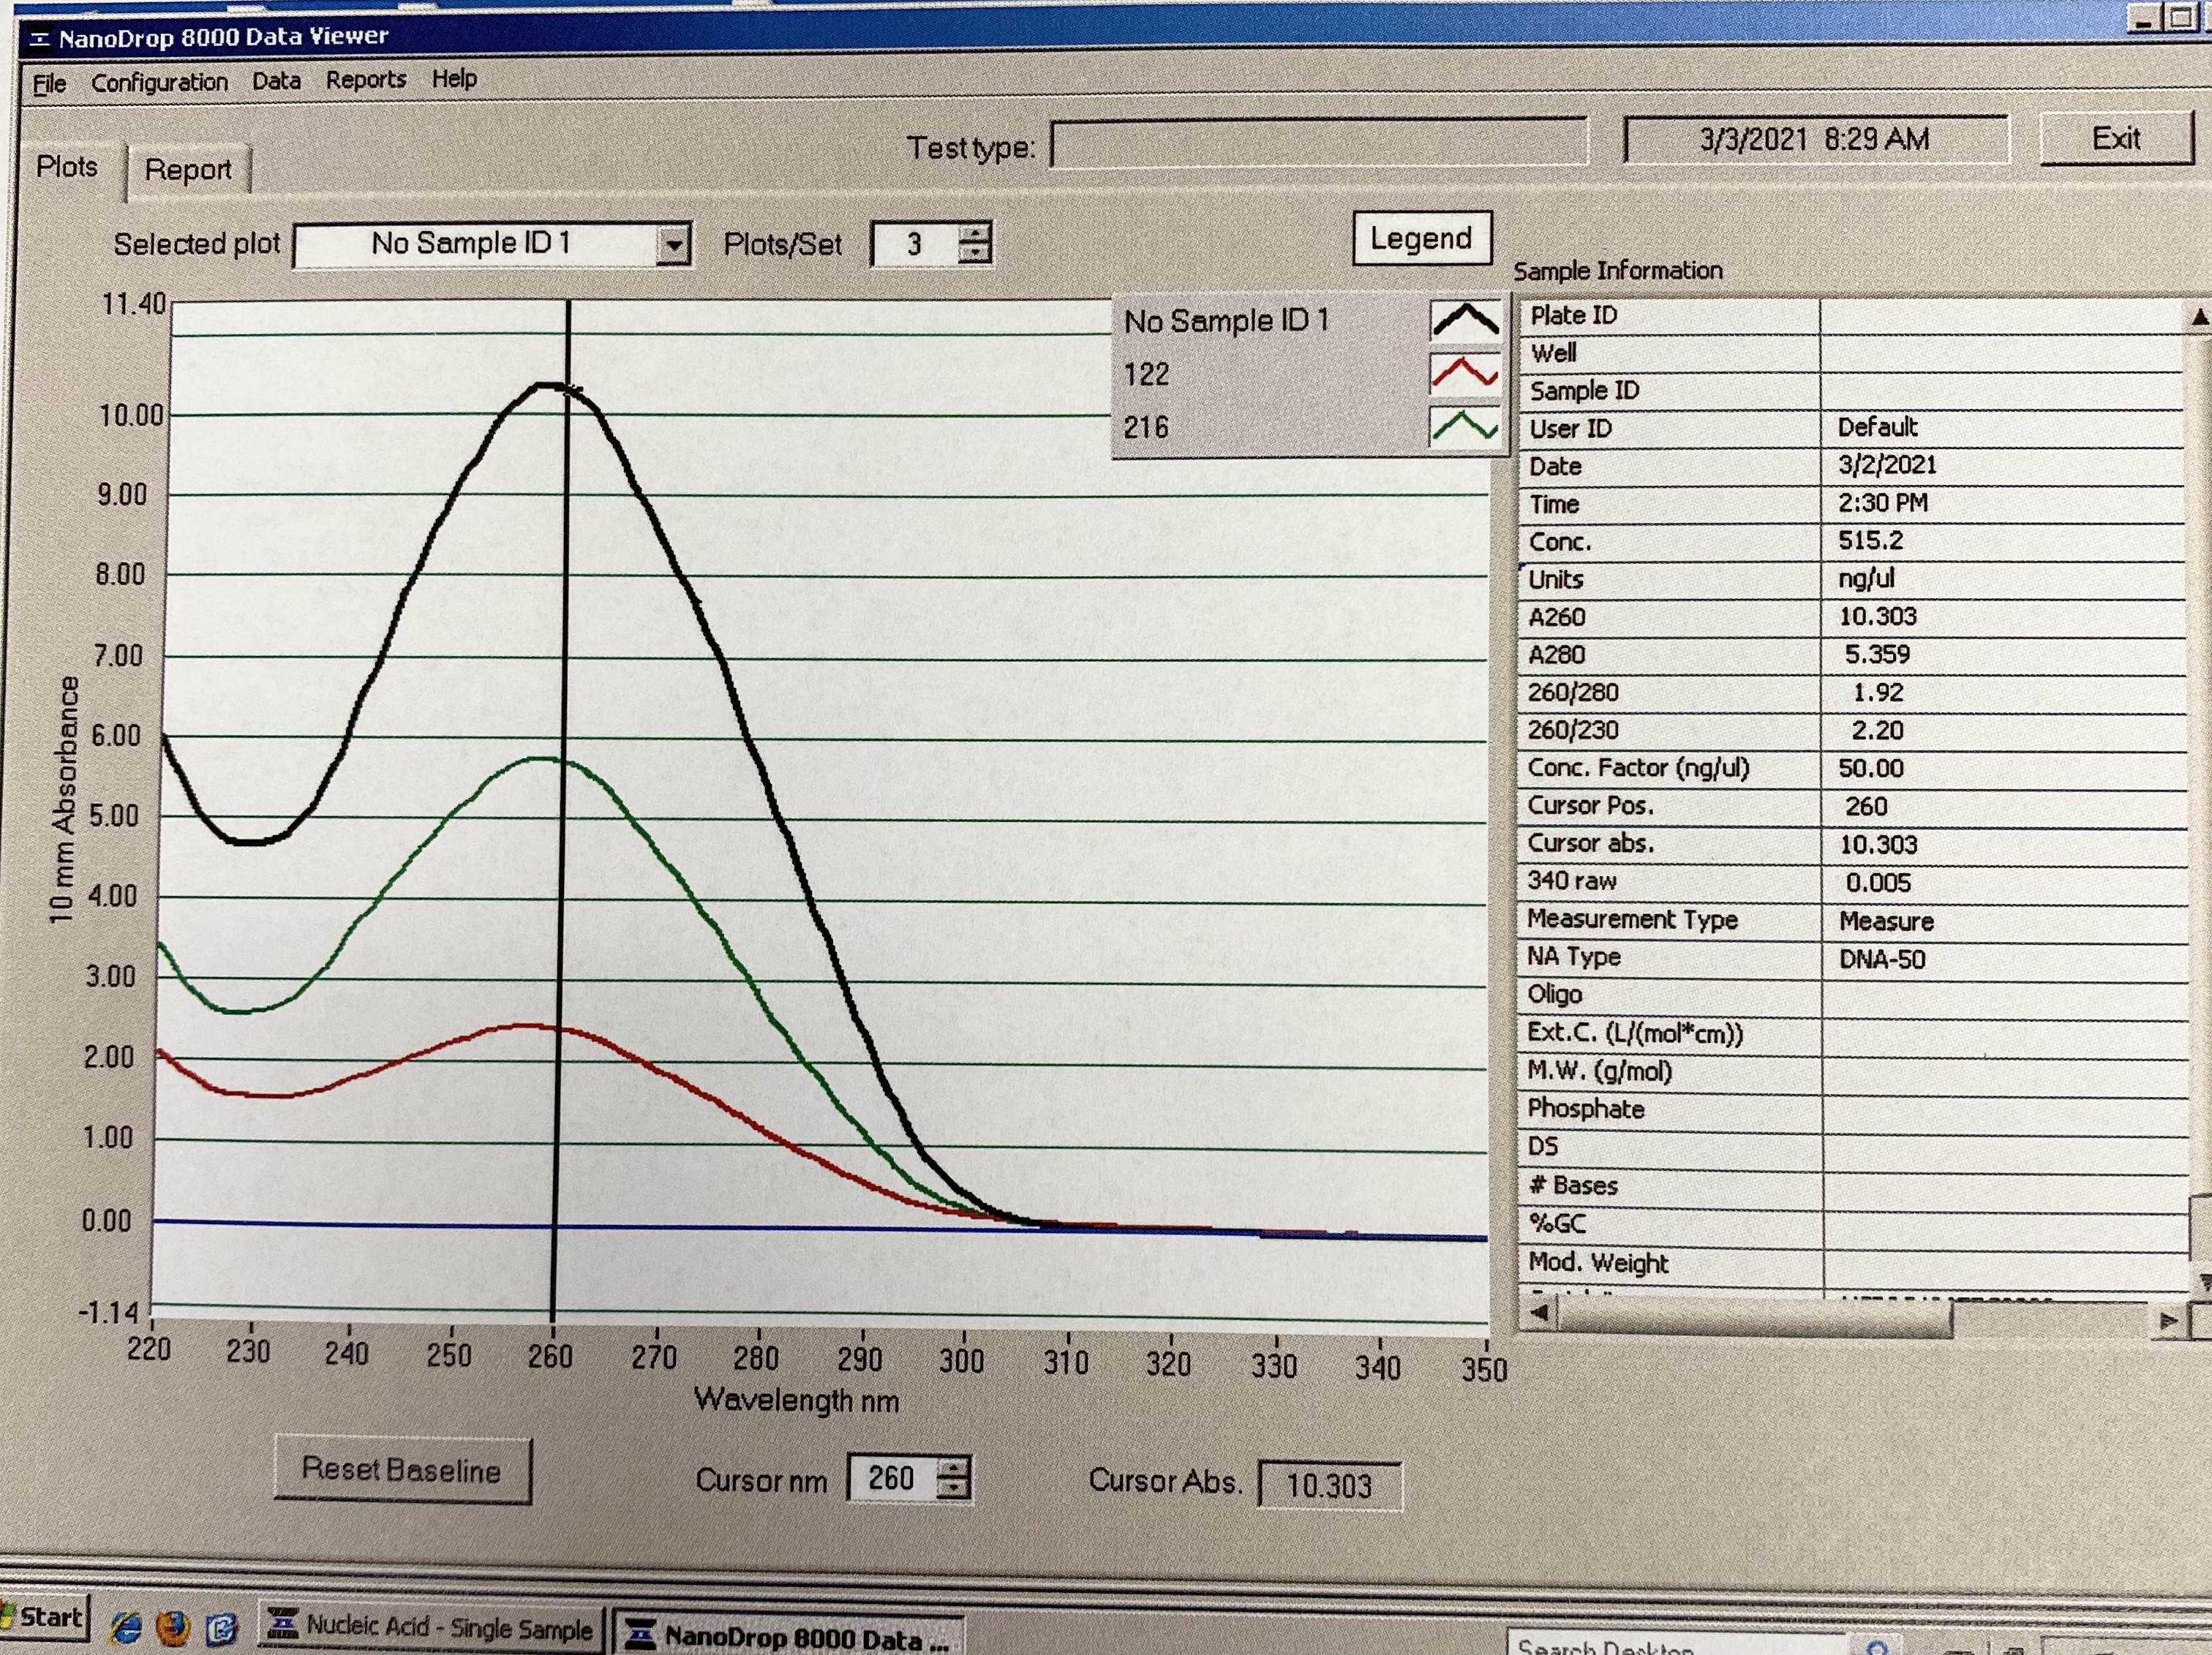 NanoDrop 8000 Data Viewer
File Configuration Data Reports Help
Test type:
3/3/2021 8:29 AM
Exit
Plots
Report
Selected plot
No Sample ID 1
Plots/Set
3
Legend
No Sample ID 1
122
216
10 mm Absorbance
11.40
10.00
9.00
8.00
7.00
6.00
5.00
4.00
3.00
2.00
1.00
0.00
-1.14
220 230 240 250 260 270 280 290 300 310 320 330 340 350
Wavelength nm
Reset Baseline
Cursor nm
260
Cursor Abs.
10.303
Sample Information
Plate ID
Well
Sample ID
User ID Default
Date 3/2/2021
Time 2:30 PM
Conc. 515.2
Units ng/ul
A260 10.303
A280 5.359
260/280 1.92
260/230 2.20
Conc. Factor (ng/ul) 50.00
Cursor Pos. 260
Cursor abs. 10.303
340 raw 0.005
Measurement Type Measure
NA Type DNA-50
Oligo
Ext.C. (L/(mol*cm))
M.W. (g/mol)
Phosphate
DS
# Bases
%GC
Mod. Weight
Start
Nucleic Acid - Single Sample
NanoDrop 8000 Data ...
Search Desktop